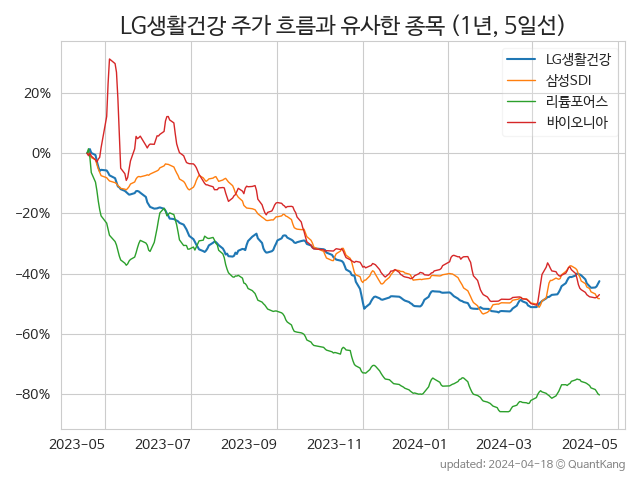 LG생활건강 주가 흐름과 유사한 종목 (1년, 5일선)
LG생활건강
삼성SDI
리튬포어스
바이오니아
20%
0%
−20%
−40%
−60%
−80%
2023-05 2023-07 2023-09 2023-11 2024-01 2024-03 2024-05
updated: 2024-04-18 © QuantKang